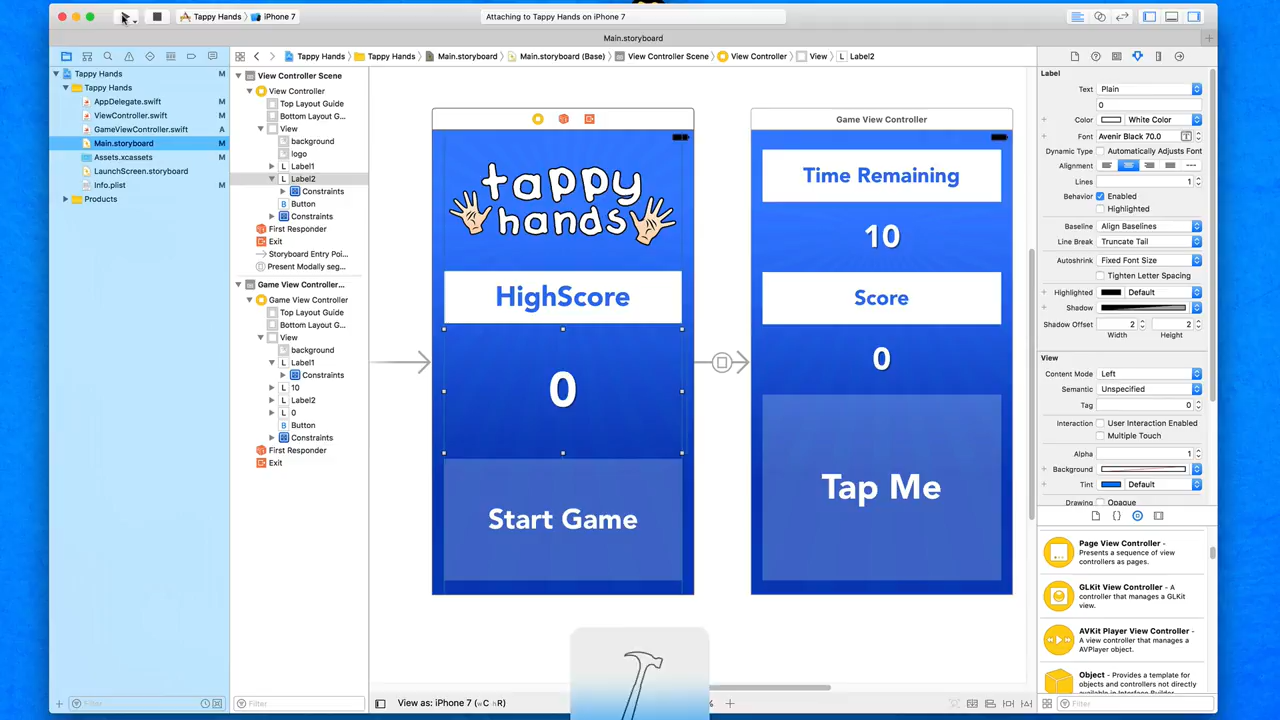 Tappy Hands
iPhone 7
Attaching to Tappy Hands on iPhone 7
Main.storyboard
Tappy Hands
Tappy Hands
Main.storyboard
Main.storyboard (Base)
View Controller Scene
View Controller
View
L Label2
Tappy Hands M
Tappy Hands
AppDelegate.swift M
ViewController.swift M
GameViewController.swift A
Main.storyboard M
Assets.xcassets M
LaunchScreen.storyboard M
Info.plist M
Products
Filter
View Controller Scene
View Controller
Top Layout Guide
Bottom Layout G...
View
background
logo
L Label1
L Label2
Constraints
B Button
Constraints
First Responder
Exit
Storyboard Entry Poi...
Present Modally seg...
Game View Controller...
Game View Controller
Top Layout Guide
Bottom Layout G...
View
background
L Label1
Constraints
L 10
L Label2
L 0
B Button
Constraints
First Responder
Exit
Filter
tappy
hands
HighScore
0
Start Game
Game View Controller
Time Remaining
10
Score
0
Tap Me
View as: iPhone 7 (wC hR)
%
Label
Text Plain
0
Color White Color
Font Avenir Black 70.0
Dynamic Type Automatically Adjusts Font
Alignment
Lines 1
Behavior Enabled
Highlighted
Baseline Align Baselines
Line Break Truncate Tail
Autoshrink Fixed Font Size
Tighten Letter Spacing
Highlighted Default
Shadow
Shadow Offset 2 2
Width Height
View
Content Mode Left
Semantic Unspecified
Tag 0
Interaction User Interaction Enabled
Multiple Touch
Alpha 1
Background
Tint Default
Drawing Opaque
Page View Controller -
Presents a sequence of view
controllers as pages.
GLKit View Controller - A
controller that manages a GLKit
view.
AVKit Player View Controller -
A view controller that manages a
AVPlayer object.
Object - Provides a template for
objects and controllers not directly
available in Interface Builder
Filter